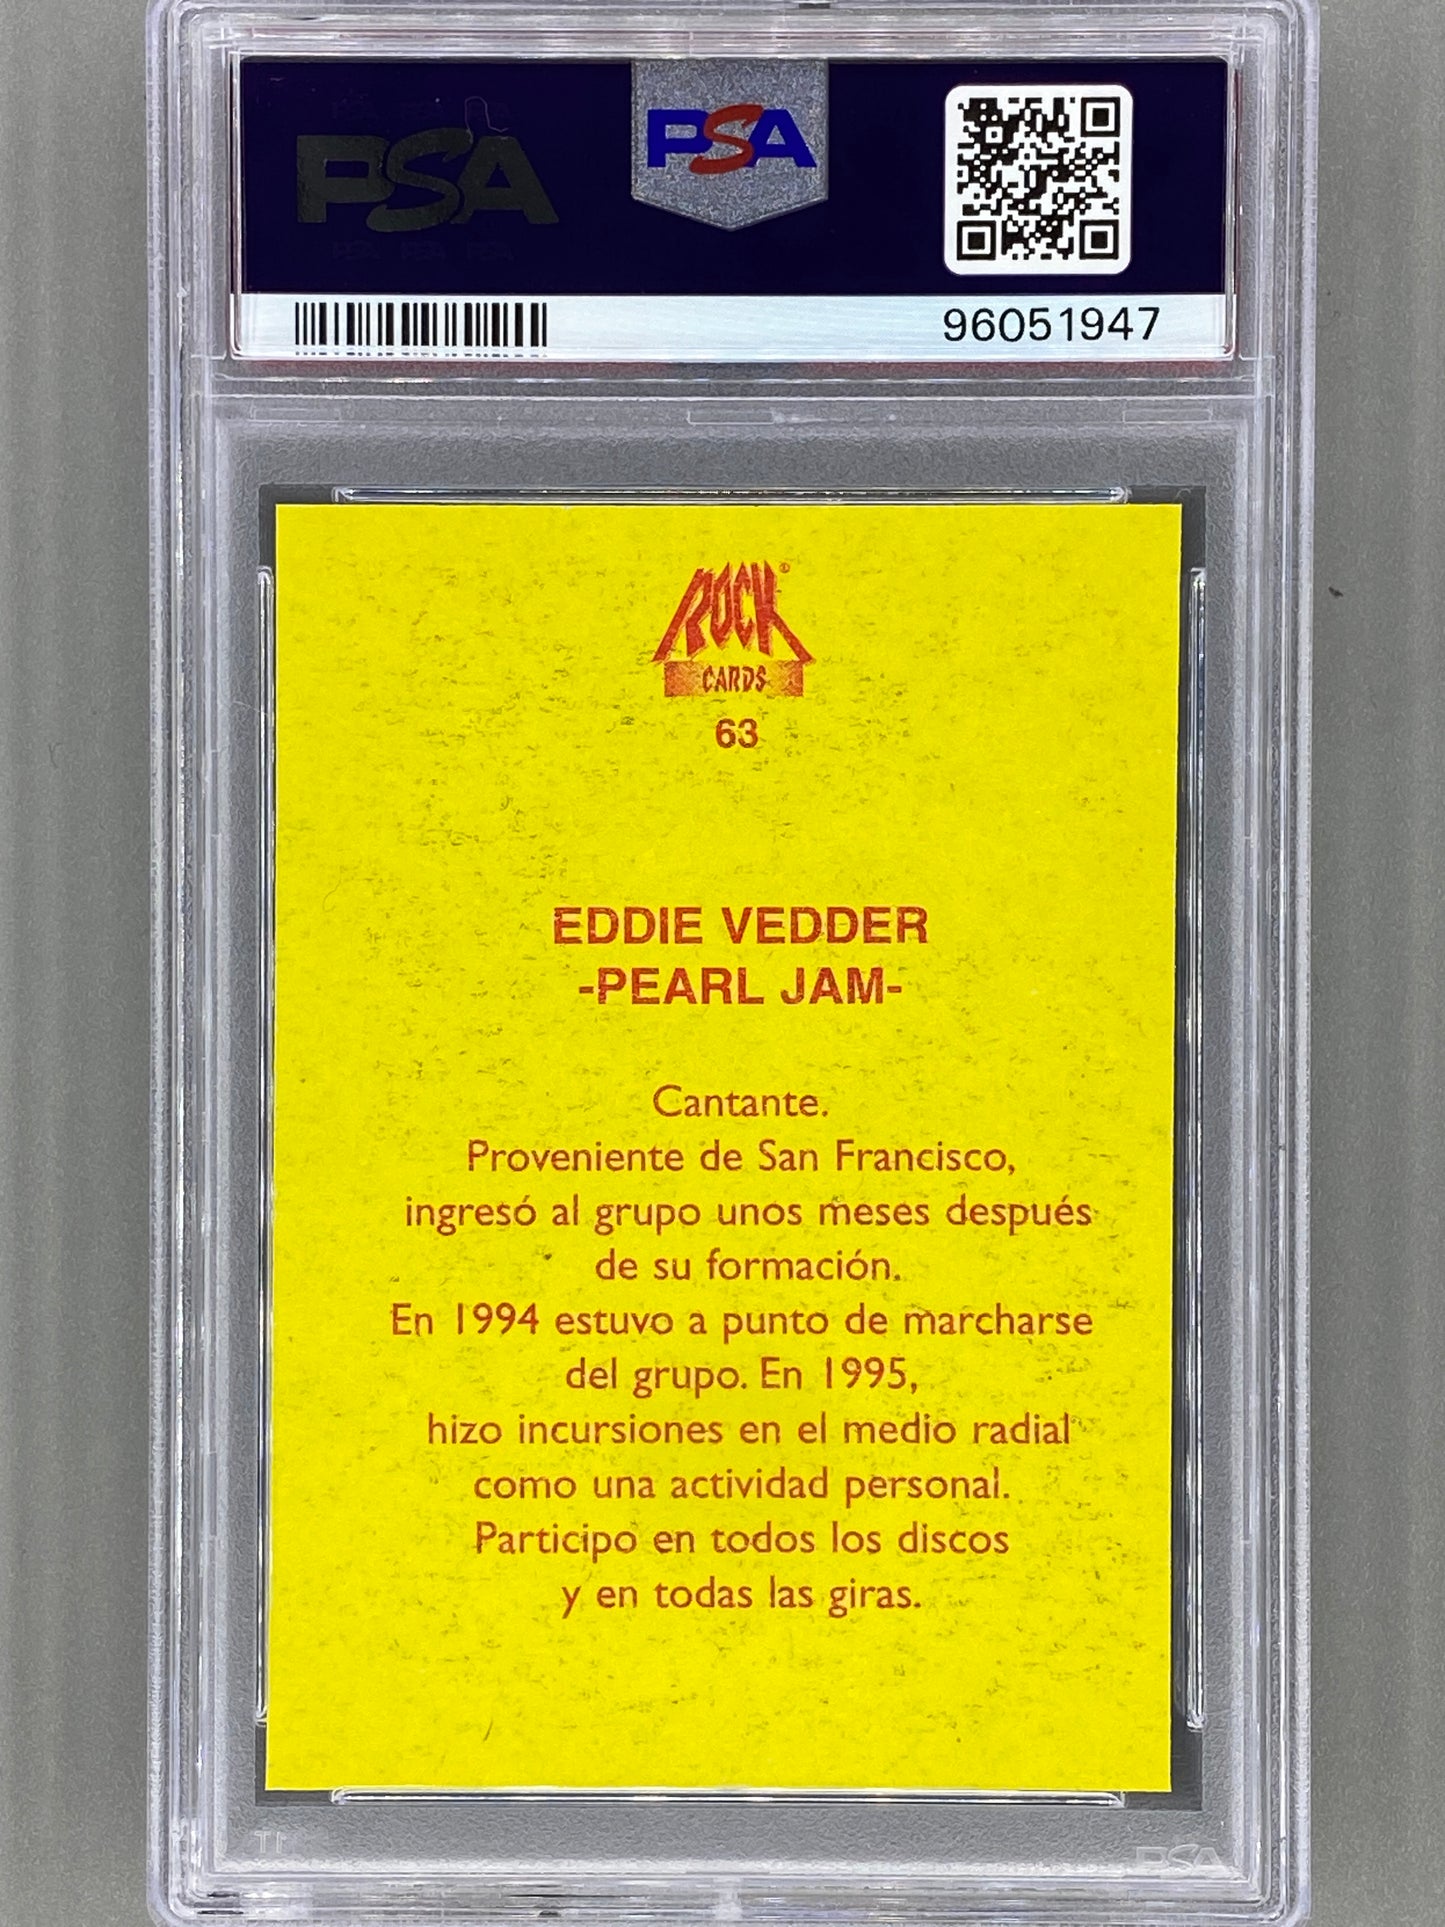 PSA
PSA
96051947
ROCK
CARDS
63
EDDIE VEDDER
-PEARL JAM-
Cantante.
Proveniente de San Francisco,
ingresó al grupo unos meses después
de su formación.
En 1994 estuvo a punto de marcharse
del grupo. En 1995,
hizo incursiones en el medio radial
como una actividad personal.
Participo en todos los discos
y en todas las giras.
PSA